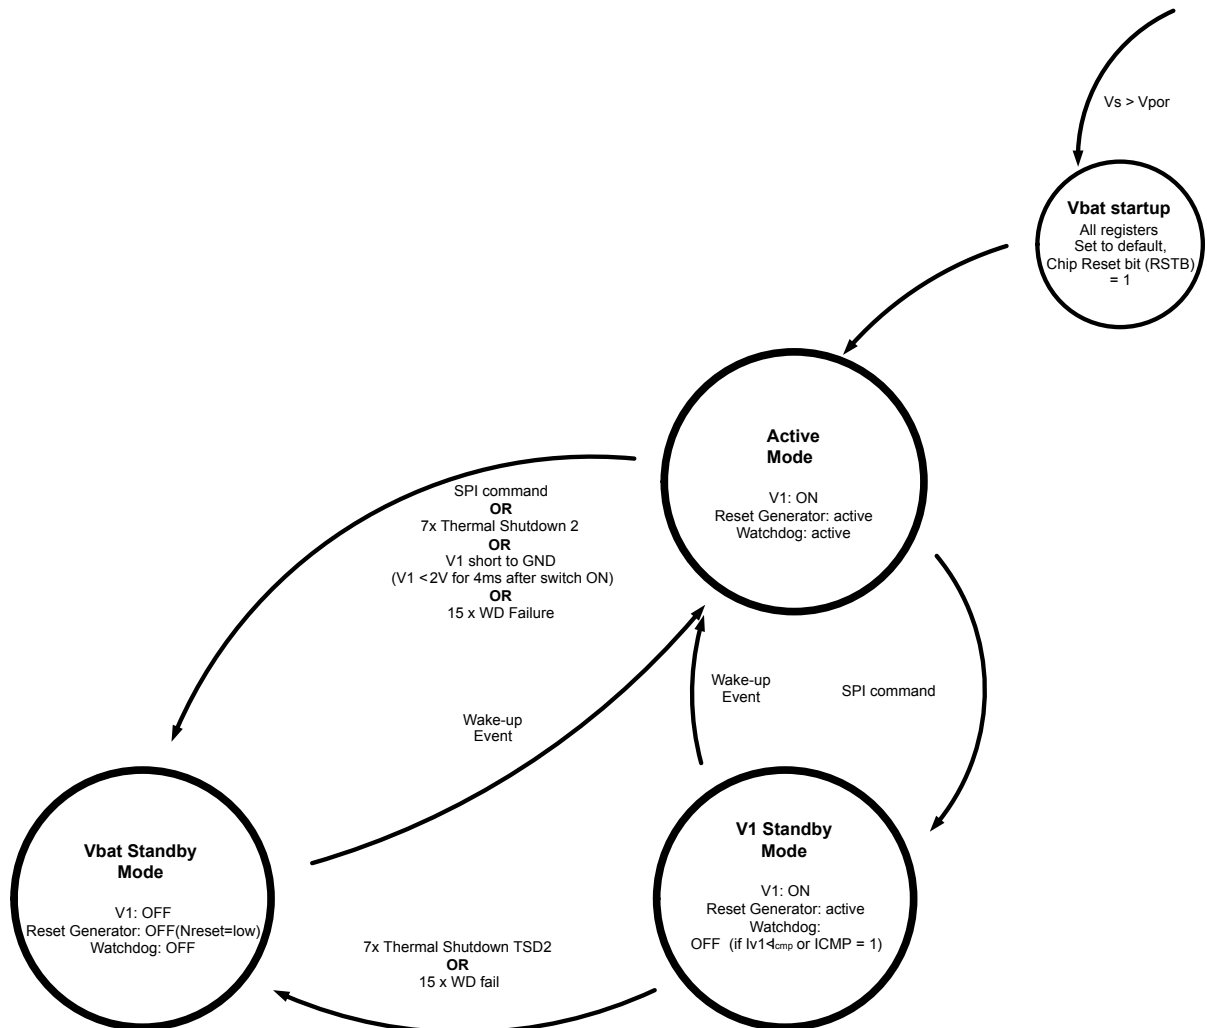 Vs > Vpor
Vbat startup
All registers
Set to default,
Chip Reset bit (RSTB)
= 1
Active
Mode
V1: ON
Reset Generator: active
Watchdog: active
SPI command
OR
7x Thermal Shutdown 2
OR
V1 short to GND
(V1 <2V for 4ms after switch ON)
OR
15 x WD Failure
Wake-up
Event
Wake-up
Event
SPI command
Vbat Standby
Mode
V1: OFF
Reset Generator: OFF(Nreset=low)
Watchdog: OFF
7x Thermal Shutdown TSD2
OR
15 x WD fail
V1 Standby
Mode
V1: ON
Reset Generator: active
Watchdog:
OFF (if Iv1<Icmp or ICMP = 1)